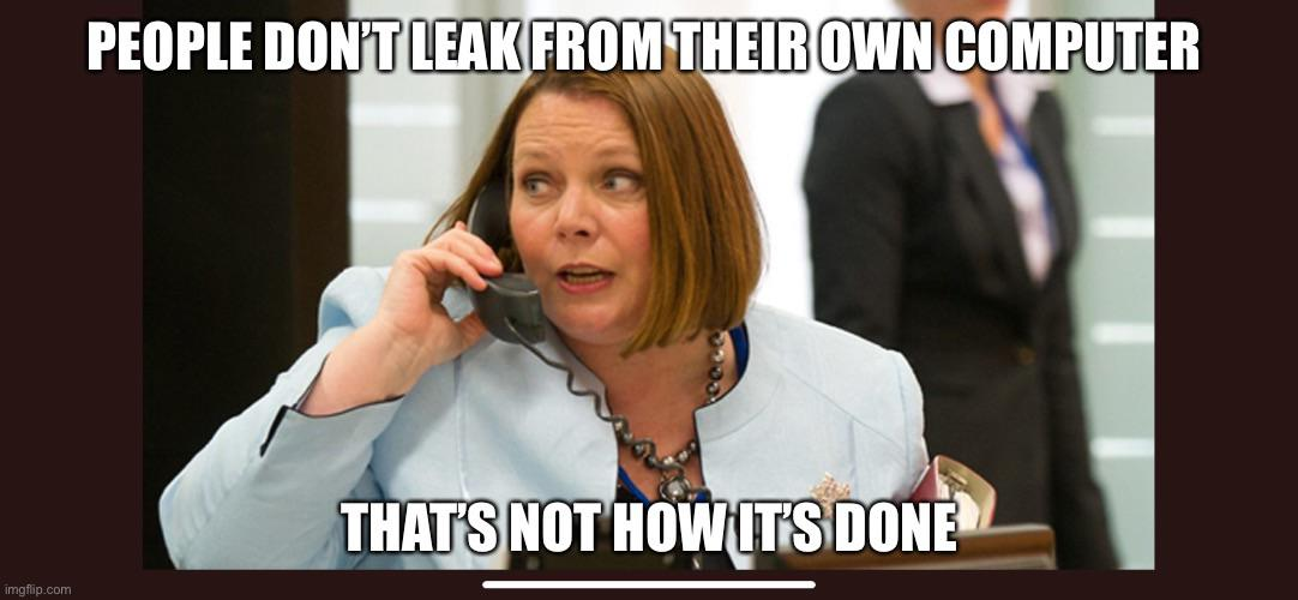 PEOPLE DON'T LEAK FROM THEIR OWN COMPUTER
THAT'S NOT HOW IT'S DONE
imgflip.com